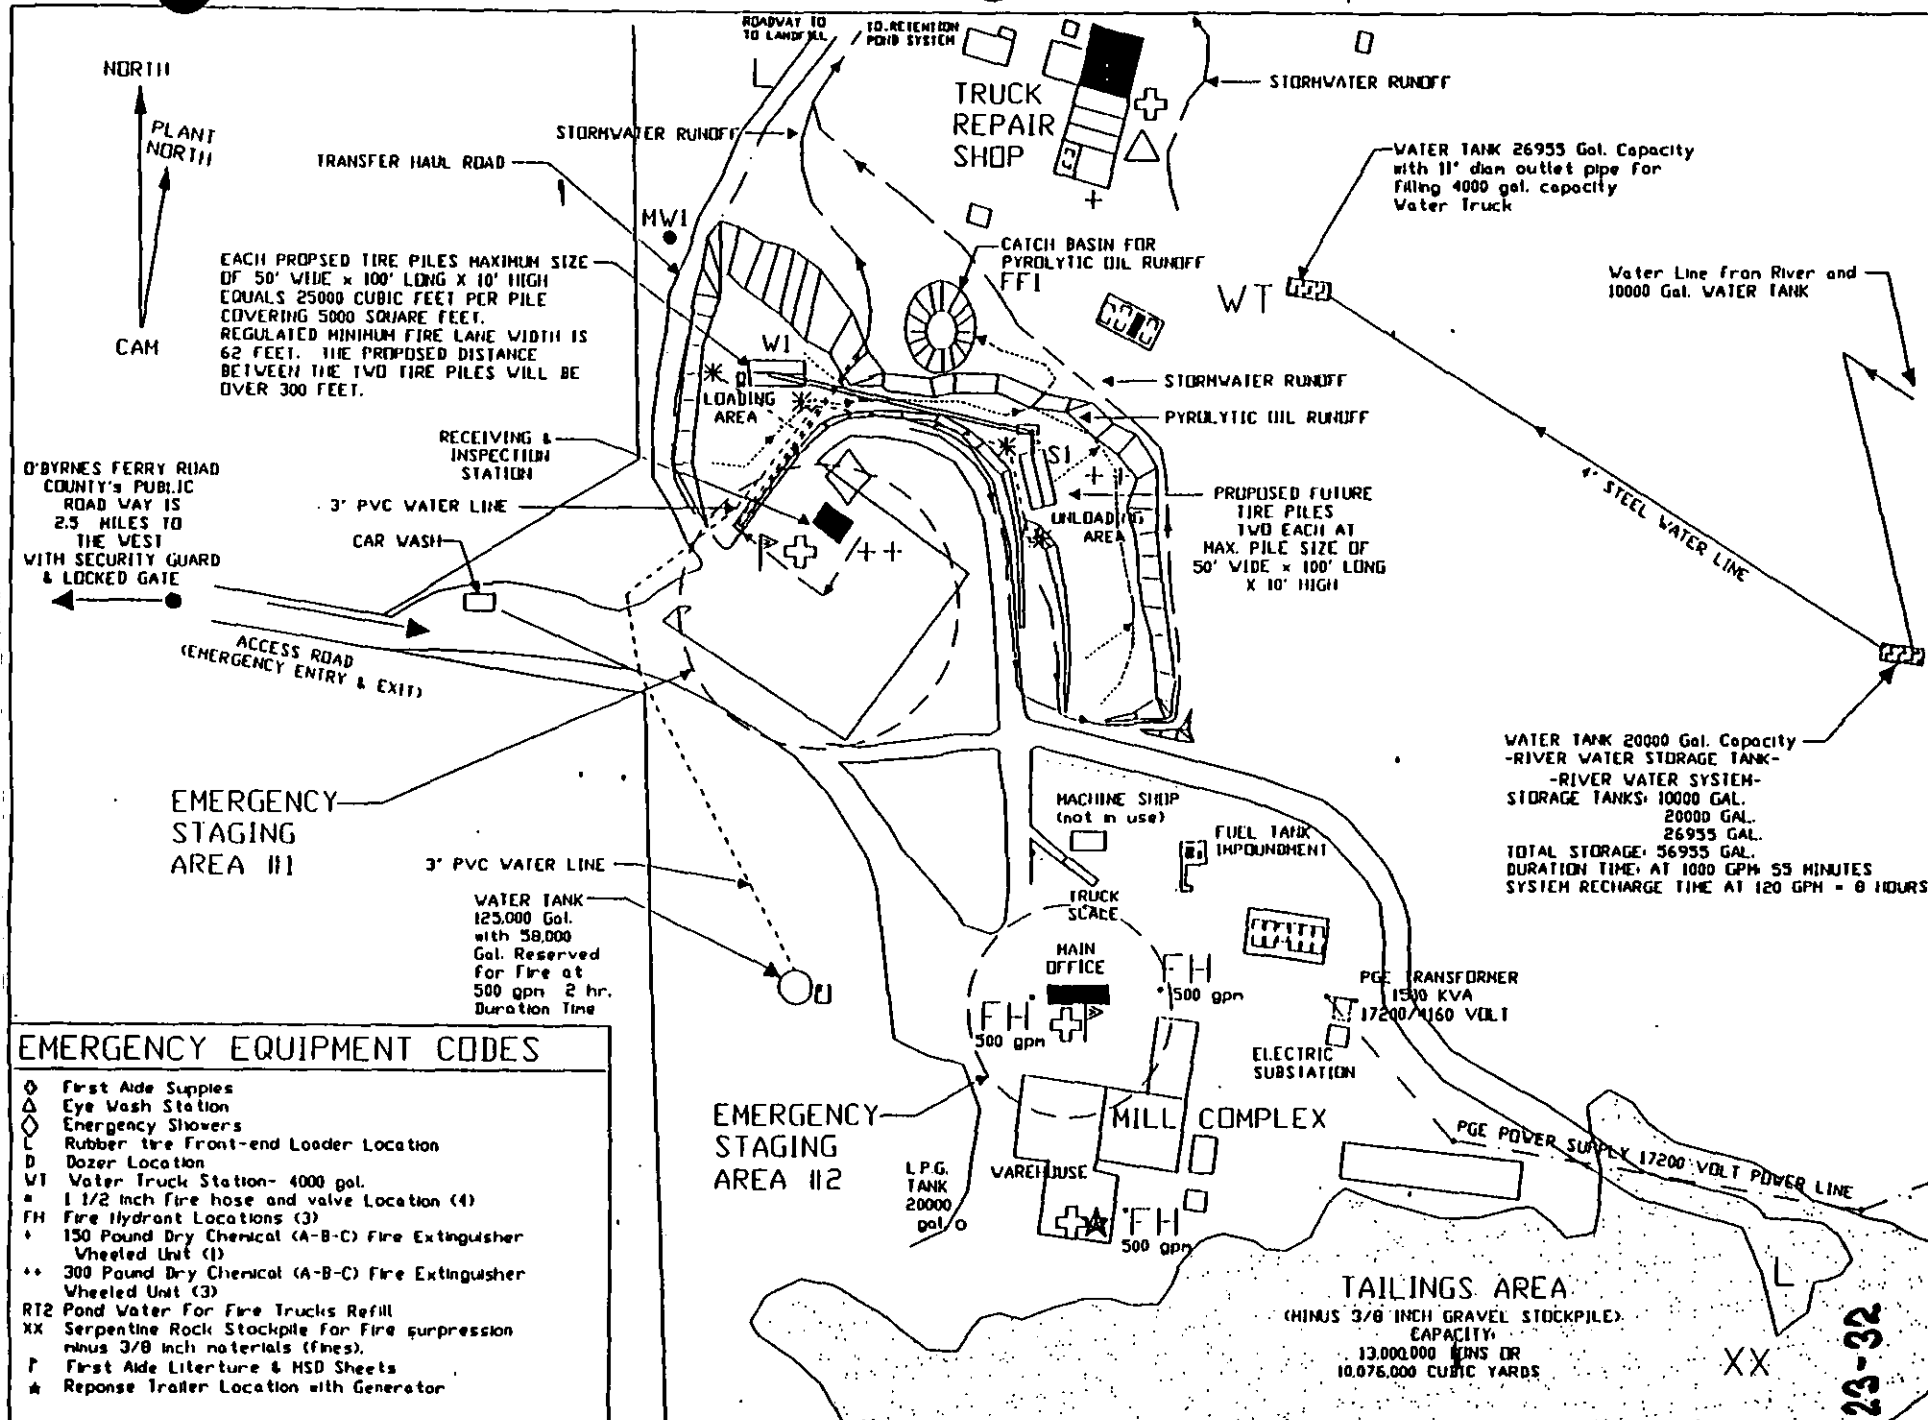 ROADWAY TO
TO LANDFILL
TO RETENTION
POND SYSTEM
NORTH
PLANT
NORTH
CAM
STORMWATER RUNOFF
TRANSFER HAUL ROAD
MW1
TRUCK
REPAIR
SHOP
STORMWATER RUNOFF
WATER TANK 26955 Gal. Capacity
with 11" diam outlet pipe for
filling 4000 gal. capacity
Water Truck
EACH PROPSED TIRE PILES MAXIMUM SIZE
OF 50' WIDE x 100' LONG X 10' HIGH
EQUALS 25000 CUBIC FEET PER PILE
COVERING 5000 SQUARE FEET.
REGULATED MINIMUM FIRE LANE WIDTH IS
62 FEET. THE PROPOSED DISTANCE
BETWEEN THE TWO TIRE PILES WILL BE
OVER 300 FEET.
CATCH BASIN FOR
PYROLYTIC OIL RUNOFF
FF1
WT
Water Line from River and
10000 Gal. WATER TANK
W1
D
LOADING
AREA
STORMWATER RUNOFF
PYROLYTIC OIL RUNOFF
RECEIVING &
INSPECTION
STATION
S1
UNLOADING
AREA
PROPOSED FUTURE
TIRE PILES
TWO EACH AT
MAX. PILE SIZE OF
50' WIDE x 100' LONG
X 10' HIGH
4" STEEL WATER LINE
O'BYRNES FERRY ROAD
COUNTY's PUBLIC
ROAD WAY IS
2.5 MILES TO
THE WEST
WITH SECURITY GUARD
& LOCKED GATE
3" PVC WATER LINE
CAR WASH
ACCESS ROAD
(EMERGENCY ENTRY & EXIT)
EMERGENCY
STAGING
AREA #1
3" PVC WATER LINE
WATER TANK
125,000 Gal.
with 58,000
Gal. Reserved
for Fire at
500 gpm 2 hr.
Duration Time
MACHINE SHOP
(not in use)
FUEL TANK
IMPOUNDMENT
TRUCK
SCALE
WATER TANK 20000 Gal. Capacity
-RIVER WATER STORAGE TANK-
-RIVER WATER SYSTEM-
STORAGE TANKS: 10000 GAL.
20000 GAL.
26955 GAL.
TOTAL STORAGE: 56955 GAL.
DURATION TIME: AT 1000 GPM: 55 MINUTES
SYSTEM RECHARGE TIME AT 120 GPM = 8 HOURS
MAIN
OFFICE
FH
500 gpm
FH
500 gpm
PGE TRANSFORMER
1500 KVA
17200/4160 VOLT
ELECTRIC
SUBSTATION
EMERGENCY
STAGING
AREA #2
MILL COMPLEX
L.P.G.
TANK
20000
gal.
WAREHOUSE
FH
500 gpm
PGE POWER SUPPLY 17200 VOLT POWER LINE
L
TAILINGS AREA
(MINUS 3/8 INCH GRAVEL STOCKPILE)
CAPACITY:
13,000,000 TONS OR
10,076,000 CUBIC YARDS
XX
23-32
EMERGENCY EQUIPMENT CODES
First Aide Supples
Eye Wash Station
Emergency Showers
L Rubber tire Front-end Loader Location
D Dozer Location
WT Water Truck Station- 4000 gal.
1 1/2 inch fire hose and valve Location (4)
FH Fire Hydrant Locations (3)
+ 150 Pound Dry Chemical (A-B-C) Fire Extinguisher
Wheeled Unit (1)
++ 300 Pound Dry Chemical (A-B-C) Fire Extinguisher
Wheeled Unit (3)
RT2 Pond Water For Fire Trucks Refill
XX Serpentine Rock Stockpile for Fire surpression
minus 3/8 inch materials (fines).
First Aide Literture & MSD Sheets
Reponse Trailer Location with Generator